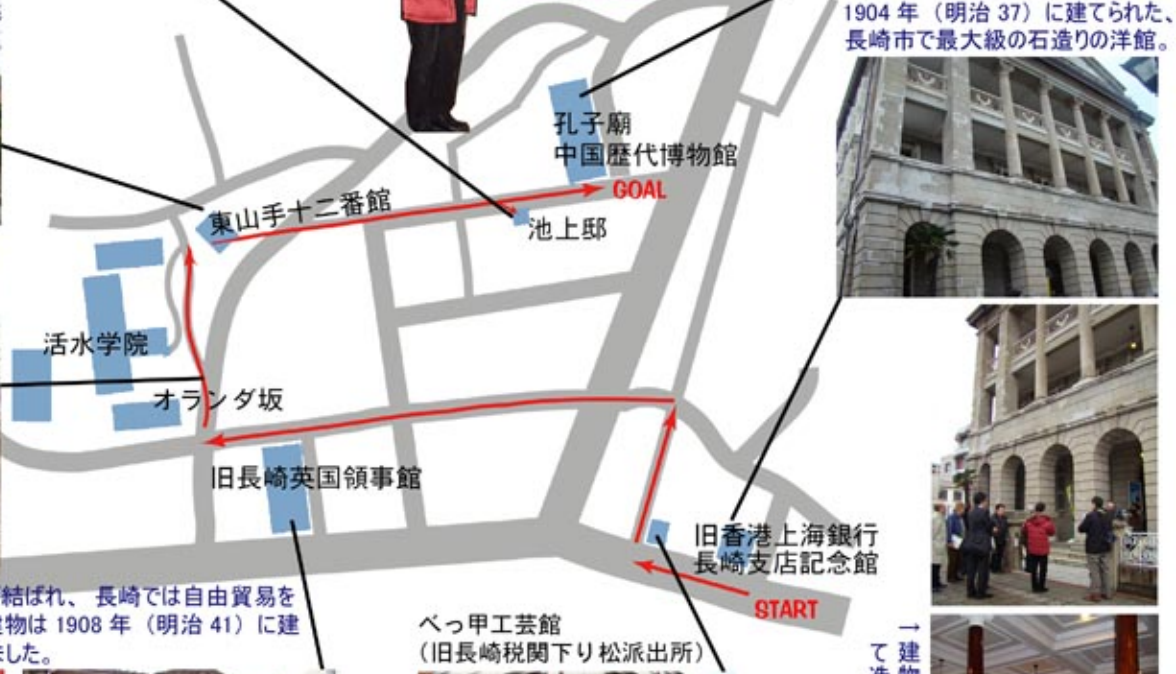 1904 年（明治 37）に建てられた、
長崎市で最大級の石造りの洋館。
孔子廟
中国歴代博物館
GOAL
東山手十二番館
池上邸
活水学院
オランダ坂
旧長崎英国領事館
旧香港上海銀行
長崎支店記念館
START
結ばれ、長崎では自由貿易を
物は 1908 年（明治 41）に建
した。
べっ甲工芸館
（旧長崎税関下り松派出所）
→建物
て造